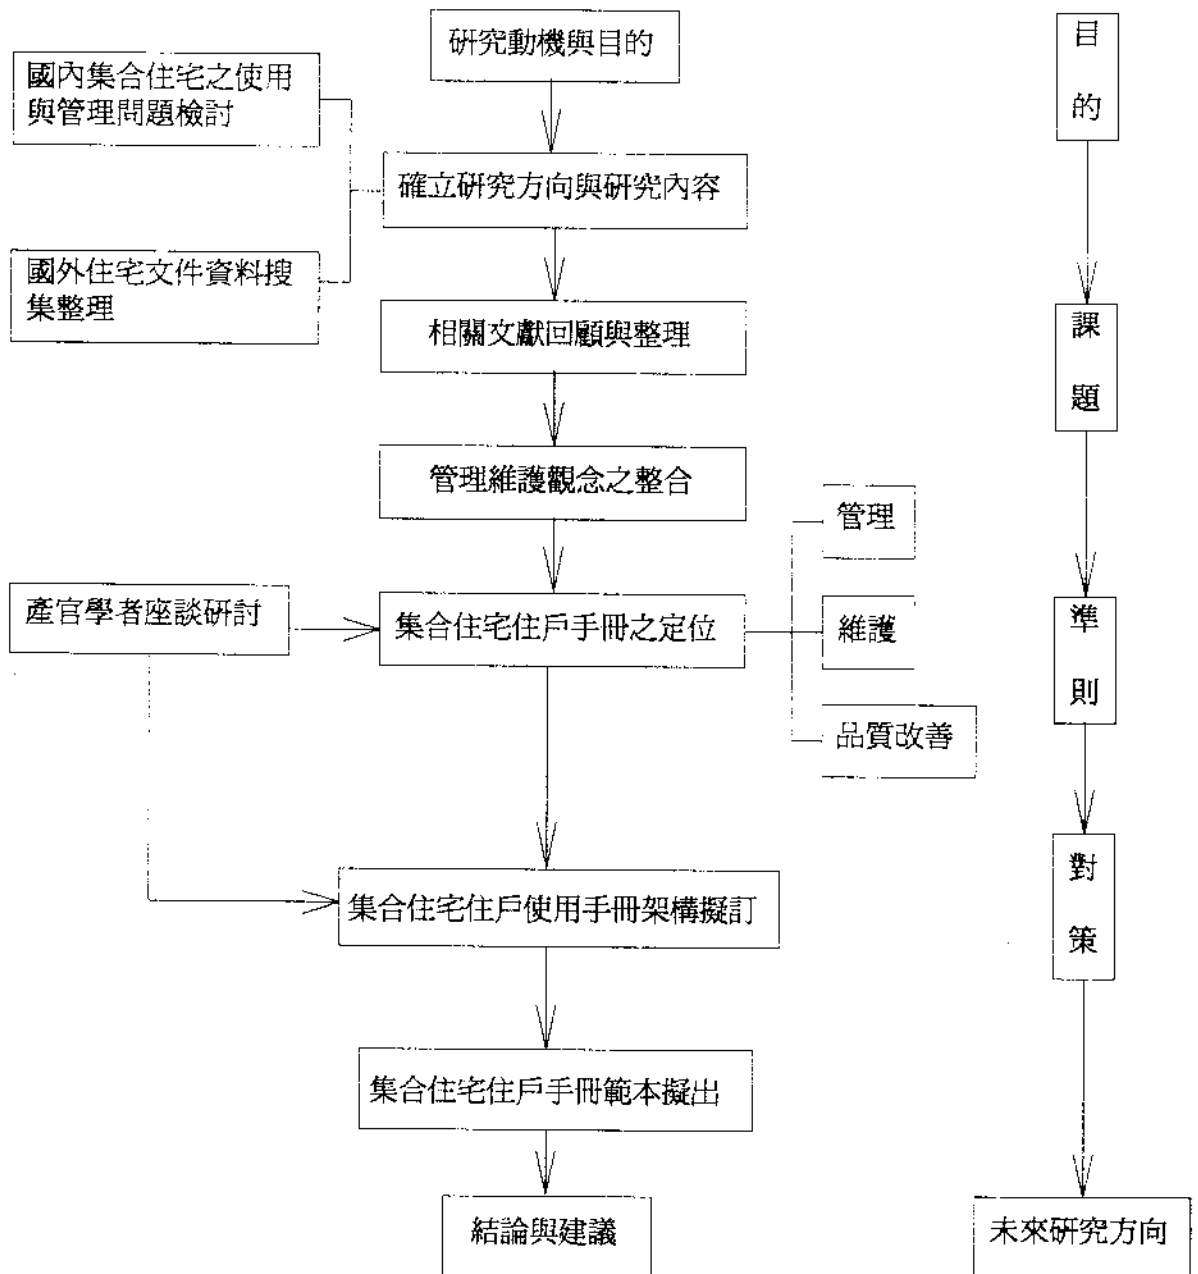 研究動機與目的
國內集合住宅之使用
與管理問題檢討
確立研究方向與研究內容
國外住宅文件資料搜
集整理
相關文獻回顧與整理
管理維護觀念之整合
管理
產官學者座談研討
集合住宅住戶手冊之定位
維護
品質改善
集合住宅住戶使用手冊架構擬訂
集合住宅住戶手冊範本擬出
結論與建議
目
的
課
題
準
則
對
策
未來研究方向